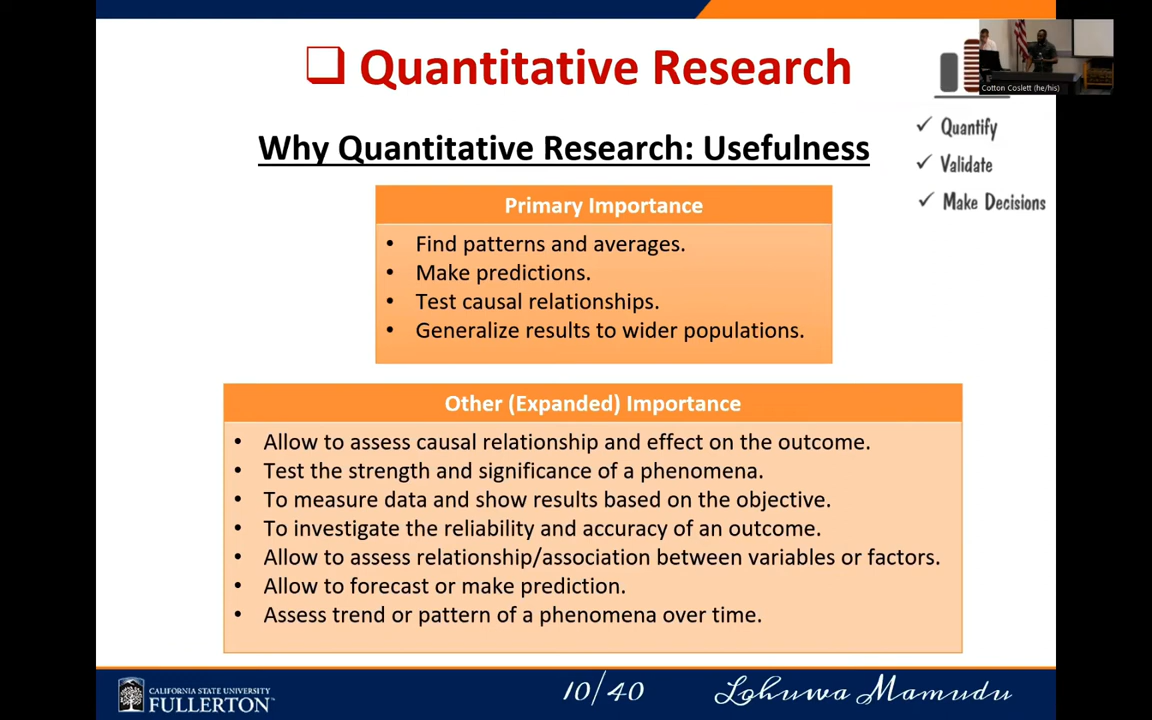 ❑ Quantitative Research
Cotton Coslett (he/his)
Why Quantitative Research: Usefulness
✓ Quantify
✓ Validate
✓ Make Decisions
Primary Importance
• Find patterns and averages.
• Make predictions.
• Test causal relationships.
• Generalize results to wider populations.
Other (Expanded) Importance
• Allow to assess causal relationship and effect on the outcome.
• Test the strength and significance of a phenomena.
• To measure data and show results based on the objective.
• To investigate the reliability and accuracy of an outcome.
• Allow to assess relationship/association between variables or factors.
• Allow to forecast or make prediction.
• Assess trend or pattern of a phenomena over time.
CALIFORNIA STATE UNIVERSITY
FULLERTON
10/40
Lohuwa Mamudu